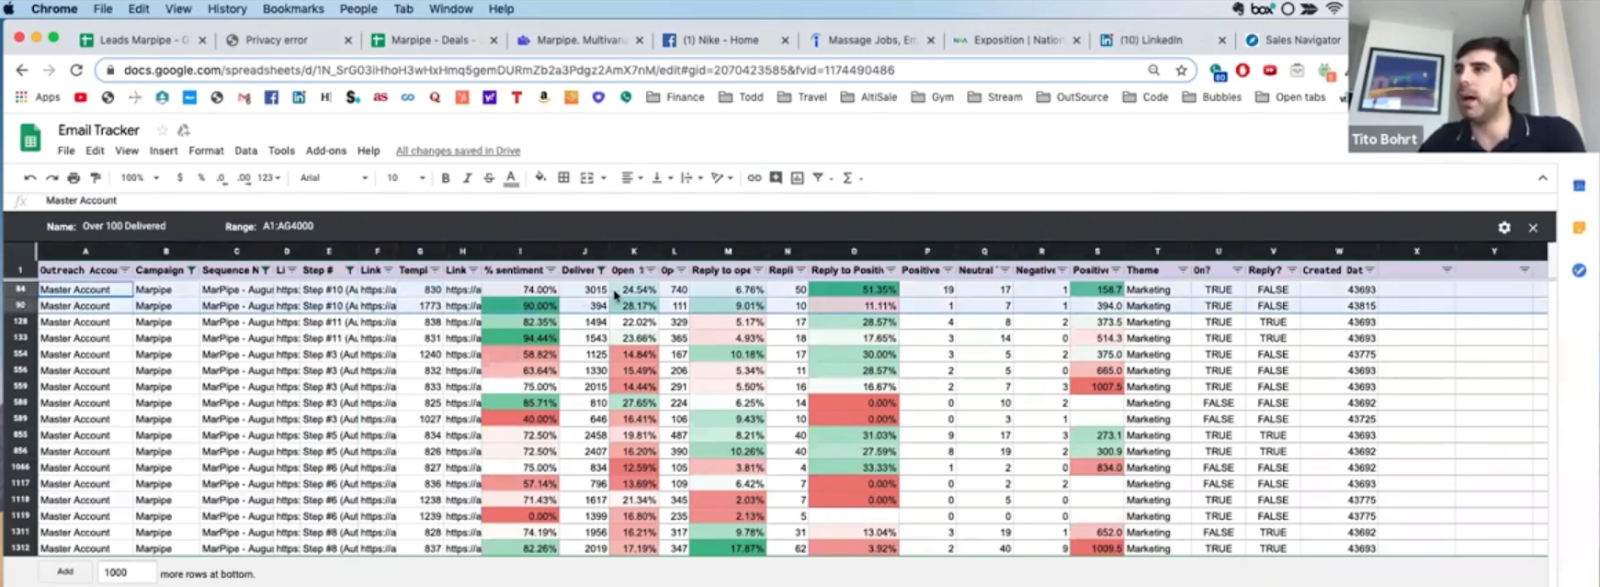 Chrome File Edit View History Bookmarks People Tab Window Help box
Leads Marpipe - G Privacy error Marpipe - Deals - Marpipe. Multivari (1) Nike - Home Massage Jobs, Em Exposition | Nation (10) LinkedIn Sales Navigator
docs.google.com/spreadsheets/d/1N_SrG03iHhoH3wHxHmq5gemDURmZb2a3Pdgz2AmX7nM/edit#gid=2070423585&fvid=1174490486
Apps Finance Todd Travel AltiSale Gym Stream OutSource Code Bubbles Open tabs
Tito Bohrt
Email Tracker
File Edit View Insert Format Data Tools Add-ons Help All changes saved in Drive
100% $ % .0 .00 123 Arial 10 B I S A
fx Master Account
Name: Over 100 Delivered Range: A1:AG4000
A B C D E F G H I J K L M N O P Q R S T U V W X Y
1 Outreach Accou Campaign Sequence N Li Step # Link Templ Link % sentiment Deliver Open Op Reply to ope Repli Reply to Positiv Positive Neutral Negative Positive Theme On? Reply? Created Dat
84 Master Account Marpipe MarPipe - Augus https: Step #10 (Au https://a 830 https://a 74.00% 3015 24.54% 740 6.76% 50 51.35% 19 17 1 158.7 Marketing TRUE FALSE 43693
90 Master Account Marpipe MarPipe - Augus https: Step #10 (Au https://a 1773 https://a 90.00% 394 28.17% 111 9.01% 10 11.11% 1 7 1 394.0 Marketing TRUE FALSE 43815
128 Master Account Marpipe MarPipe - Augus https: Step #11 (Au https://a 838 https://a 82.35% 1494 22.02% 329 5.17% 17 28.57% 4 8 2 373.5 Marketing TRUE TRUE 43693
133 Master Account Marpipe MarPipe - Augus https: Step #11 (Au https://a 831 https://a 94.44% 1543 23.66% 365 4.93% 18 17.65% 3 14 0 514.3 Marketing TRUE TRUE 43693
554 Master Account Marpipe MarPipe - Augus https: Step #3 (Aut https://a 1240 https://a 58.82% 1125 14.84% 167 10.18% 17 30.00% 3 5 2 375.0 Marketing TRUE FALSE 43775
556 Master Account Marpipe MarPipe - Augus https: Step #3 (Aut https://a 832 https://a 63.64% 1330 15.49% 206 5.34% 11 28.57% 2 5 0 665.0 Marketing TRUE FALSE 43693
559 Master Account Marpipe MarPipe - Augus https: Step #3 (Aut https://a 833 https://a 75.00% 2015 14.44% 291 5.50% 16 16.67% 2 7 3 1007.5 Marketing TRUE FALSE 43693
588 Master Account Marpipe MarPipe - Augus https: Step #3 (Aut https://a 825 https://a 85.71% 810 27.65% 224 6.25% 14 0.00% 0 10 2 Marketing FALSE FALSE 43692
589 Master Account Marpipe MarPipe - Augus https: Step #3 (Aut https://a 1027 https://a 40.00% 646 16.41% 106 9.43% 10 0.00% 0 3 1 Marketing FALSE FALSE 43725
855 Master Account Marpipe MarPipe - Augus https: Step #5 (Aut https://a 834 https://a 72.50% 2458 19.81% 487 8.21% 40 31.03% 9 17 3 273.1 Marketing TRUE TRUE 43693
856 Master Account Marpipe MarPipe - Augus https: Step #5 (Aut https://a 826 https://a 72.50% 2407 16.20% 390 10.26% 40 27.59% 8 19 2 300.9 Marketing TRUE TRUE 43692
1066 Master Account Marpipe MarPipe - Augus https: Step #6 (Aut https://a 827 https://a 75.00% 834 12.59% 105 3.81% 4 33.33% 1 2 0 834.0 Marketing FALSE FALSE 43692
1117 Master Account Marpipe MarPipe - Augus https: Step #6 (Aut https://a 836 https://a 57.14% 796 13.69% 109 6.42% 7 0.00% 0 2 2 Marketing TRUE FALSE 43693
1118 Master Account Marpipe MarPipe - Augus https: Step #6 (Aut https://a 1238 https://a 71.43% 1617 21.34% 345 2.03% 7 0.00% 0 5 0 Marketing TRUE FALSE 43775
1119 Master Account Marpipe MarPipe - Augus https: Step #6 (Aut https://a 1239 https://a 0.00% 1399 16.80% 235 2.13% 5 0 0 0 Marketing TRUE FALSE 43775
1311 Master Account Marpipe MarPipe - Augus https: Step #8 (Aut https://a 828 https://a 74.19% 1956 16.21% 317 9.78% 31 13.04% 3 19 1 652.0 Marketing FALSE TRUE 43692
1312 Master Account Marpipe MarPipe - Augus https: Step #8 (Aut https://a 837 https://a 82.26% 2019 17.19% 347 17.87% 62 3.92% 2 40 9 1009.5 Marketing TRUE TRUE 43693
Add 1000 more rows at bottom.